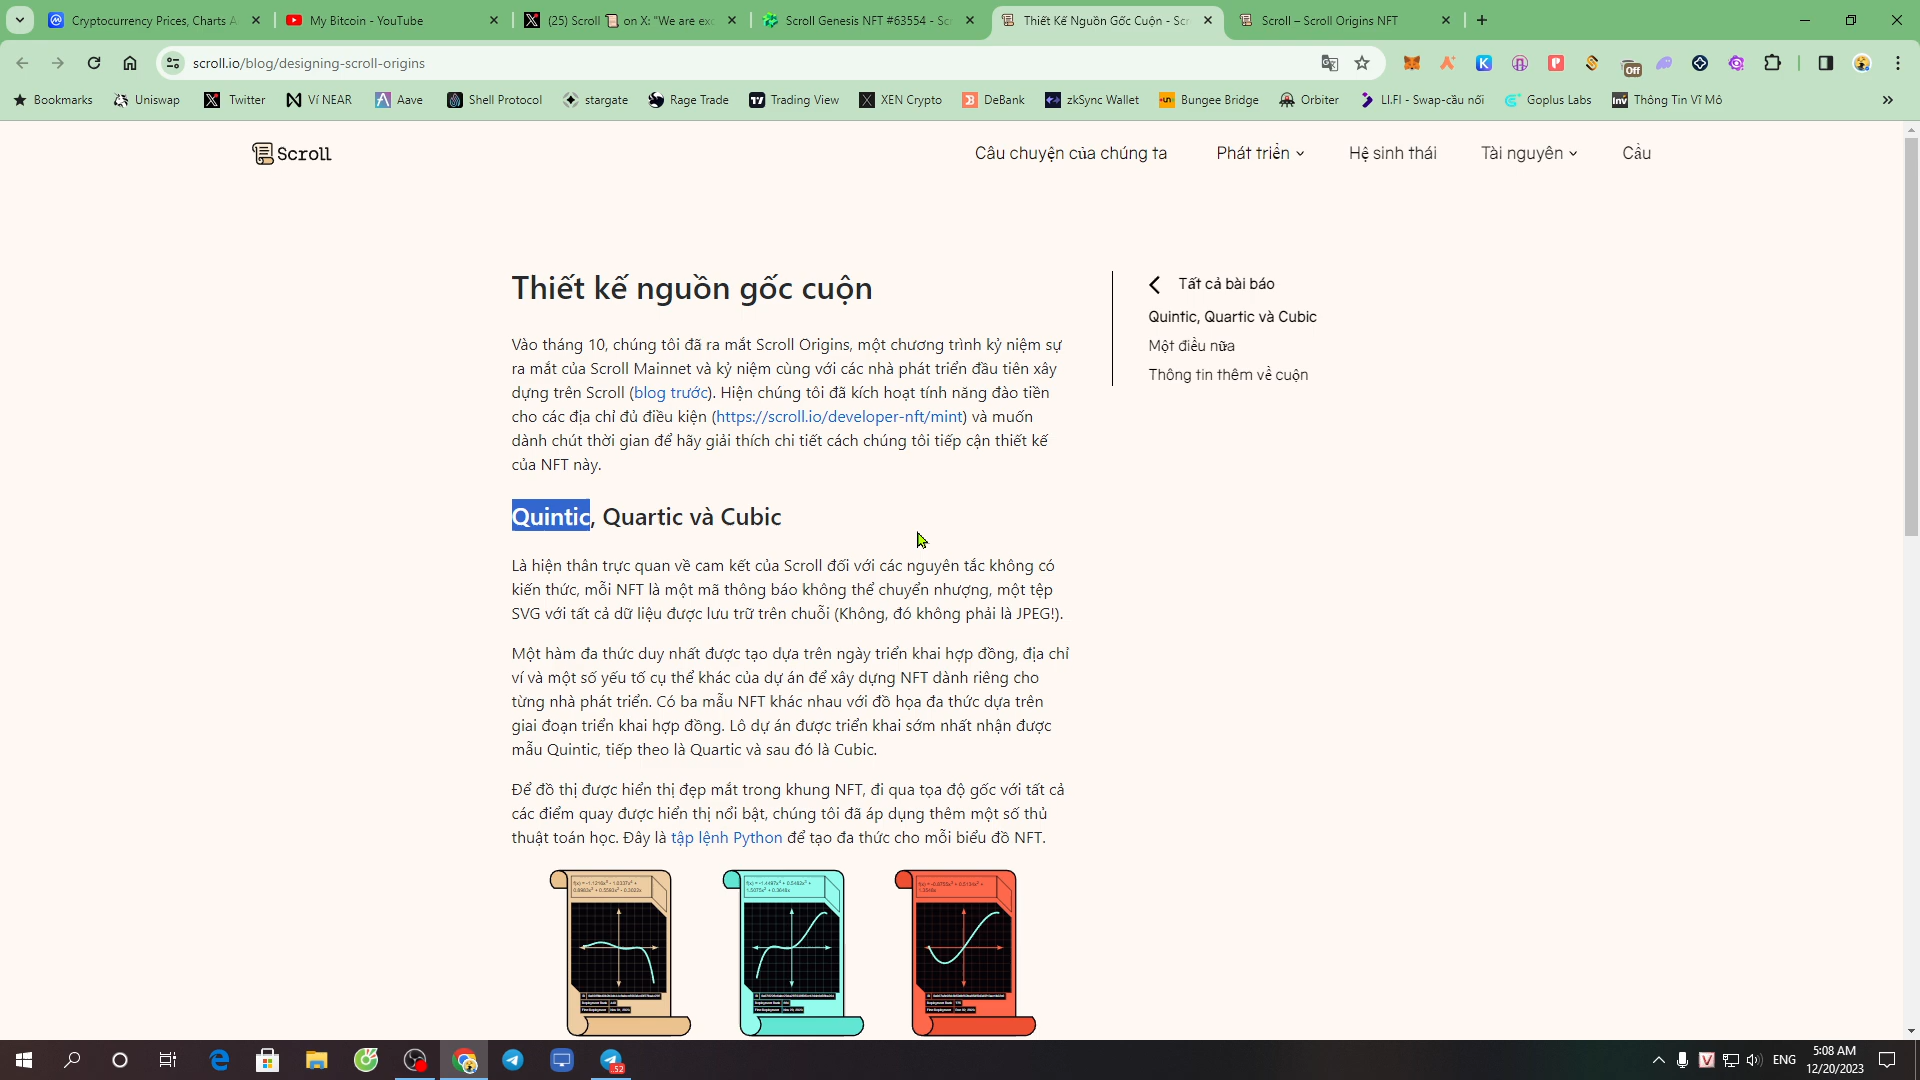 Cryptocurrency Prices, Charts A
My Bitcoin - YouTube
(25) Scroll 📜 on X: "We are exc
Scroll Genesis NFT #63554 - Sc
Thiết Kế Nguồn Gốc Cuộn - Scr
Scroll – Scroll Origins NFT
scroll.io/blog/designing-scroll-origins
Off
Bookmarks
Uniswap
Twitter
Ví NEAR
Aave
Shell Protocol
stargate
Rage Trade
Trading View
XEN Crypto
DeBank
zkSync Wallet
Bungee Bridge
Orbiter
LI.FI - Swap-cầu nối
Goplus Labs
Thông Tin Vĩ Mô
Scroll
Câu chuyện của chúng ta
Phát triển
Hệ sinh thái
Tài nguyên
Cầu
Thiết kế nguồn gốc cuộn
Vào tháng 10, chúng tôi đã ra mắt Scroll Origins, một chương trình kỷ niệm sự
ra mắt của Scroll Mainnet và kỷ niệm cùng với các nhà phát triển đầu tiên xây
dựng trên Scroll (blog trước). Hiện chúng tôi đã kích hoạt tính năng đào tiền
cho các địa chỉ đủ điều kiện (https://scroll.io/developer-nft/mint) và muốn
dành chút thời gian để hãy giải thích chi tiết cách chúng tôi tiếp cận thiết kế
của NFT này.
Quintic, Quartic và Cubic
Là hiện thân trực quan về cam kết của Scroll đối với các nguyên tắc không có
kiến thức, mỗi NFT là một mã thông báo không thể chuyển nhượng, một tệp
SVG với tất cả dữ liệu được lưu trữ trên chuỗi (Không, đó không phải là JPEG!).
Một hàm đa thức duy nhất được tạo dựa trên ngày triển khai hợp đồng, địa chỉ
ví và một số yếu tố cụ thể khác của dự án để xây dựng NFT dành riêng cho
từng nhà phát triển. Có ba mẫu NFT khác nhau với đồ họa đa thức dựa trên
giai đoạn triển khai hợp đồng. Lô dự án được triển khai sớm nhất nhận được
mẫu Quintic, tiếp theo là Quartic và sau đó là Cubic.
Để đồ thị được hiển thị đẹp mắt trong khung NFT, đi qua tọa độ gốc với tất cả
các điểm quay được hiển thị nổi bật, chúng tôi đã áp dụng thêm một số thủ
thuật toán học. Đây là tập lệnh Python để tạo đa thức cho mỗi biểu đồ NFT.
Tất cả bài báo
Quintic, Quartic và Cubic
Một điều nữa
Thông tin thêm về cuộn
52
ENG
5:08 AM
12/20/2023